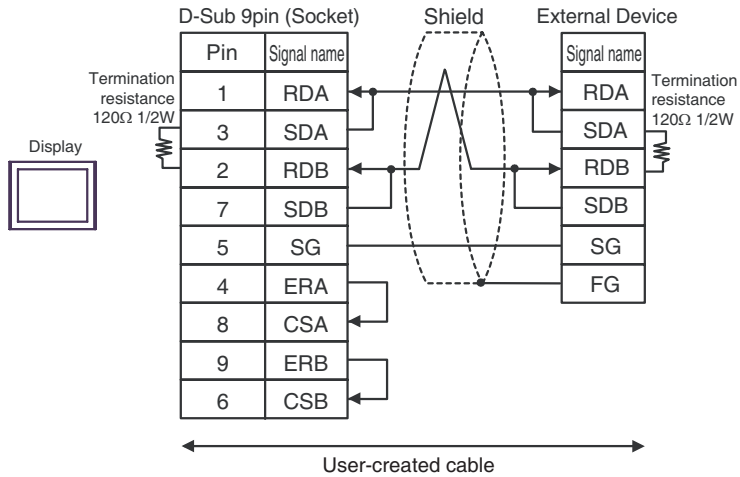 D-Sub 9pin (Socket)
Shield
External Device
Pin
Signal name
Signal name
Termination
resistance
120Ω 1/2W
1
RDA
RDA
Termination
resistance
120Ω 1/2W
3
SDA
SDA
Display
2
RDB
RDB
7
SDB
SDB
5
SG
SG
4
ERA
FG
8
CSA
9
ERB
6
CSB
User-created cable